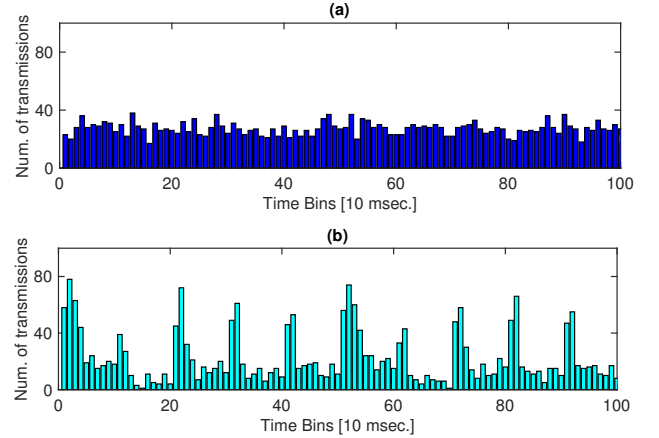 (a)
Num. of transmissions
80
40
0
0 20 40 60 80 100
Time Bins [10 msec.]
(b)
Num. of transmissions
80
40
0
0 20 40 60 80 100
Time Bins [10 msec.]